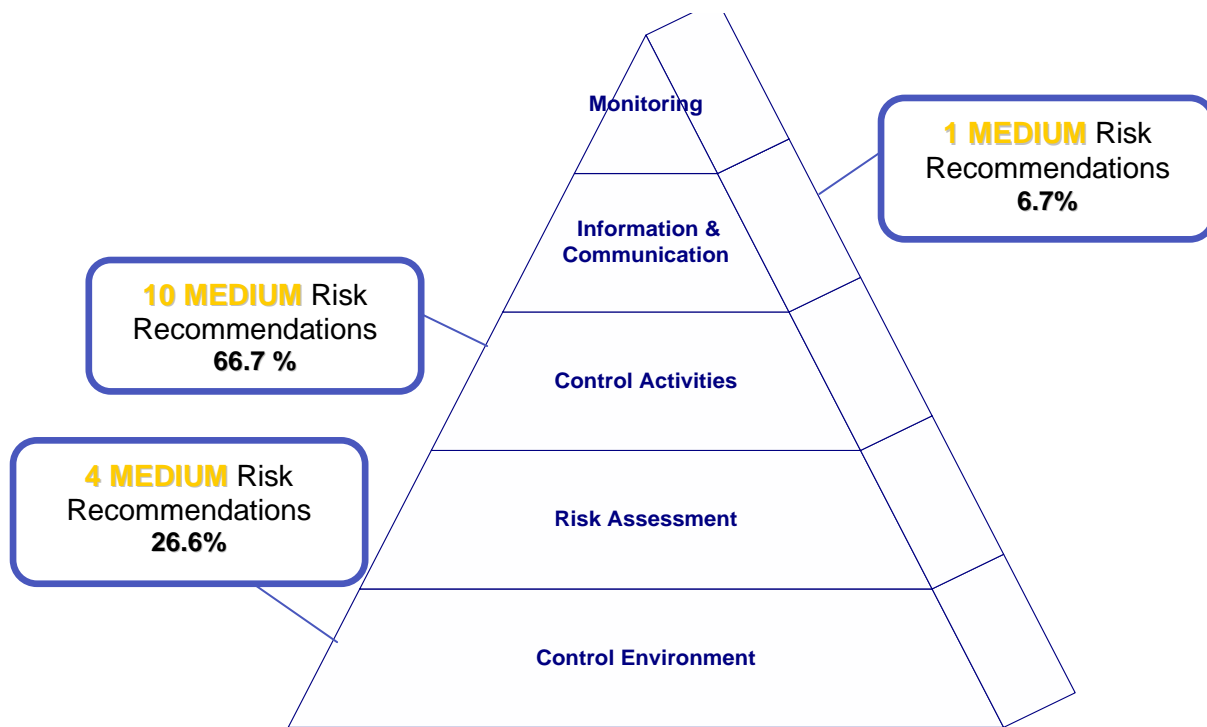 Monitoring
1 MEDIUM Risk
Recommendations
6.7%
Information &
Communication
10 MEDIUM Risk
Recommendations
66.7 %
Control Activities
4 MEDIUM Risk
Recommendations
26.6%
Risk Assessment
Control Environment